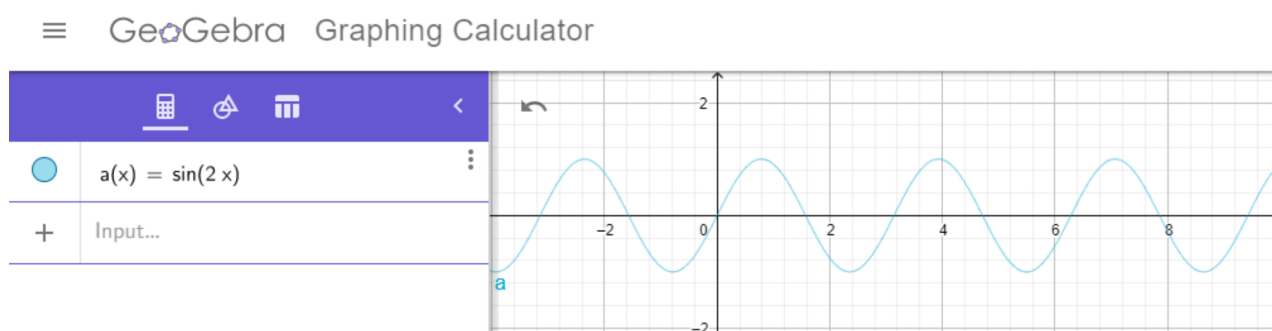 GeoGebra Graphing Calculator
a(x) = sin(2 x)
Input...
2
−2 0 2 4 6 8
a
−2